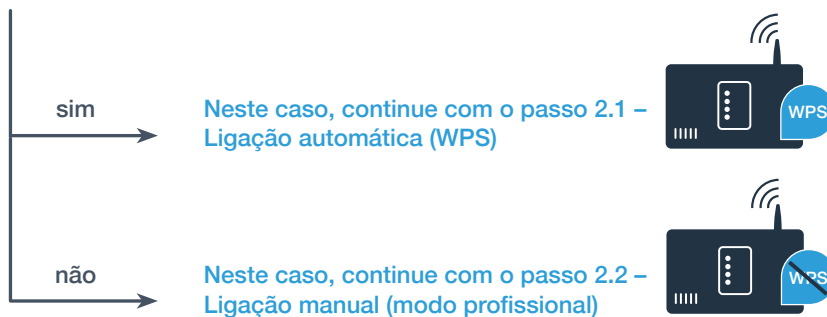 sim
Neste caso, continue com o passo 2.1 –
Ligação automática (WPS)
WPS
não
Neste caso, continue com o passo 2.2 –
Ligação manual (modo profissional)
WPS